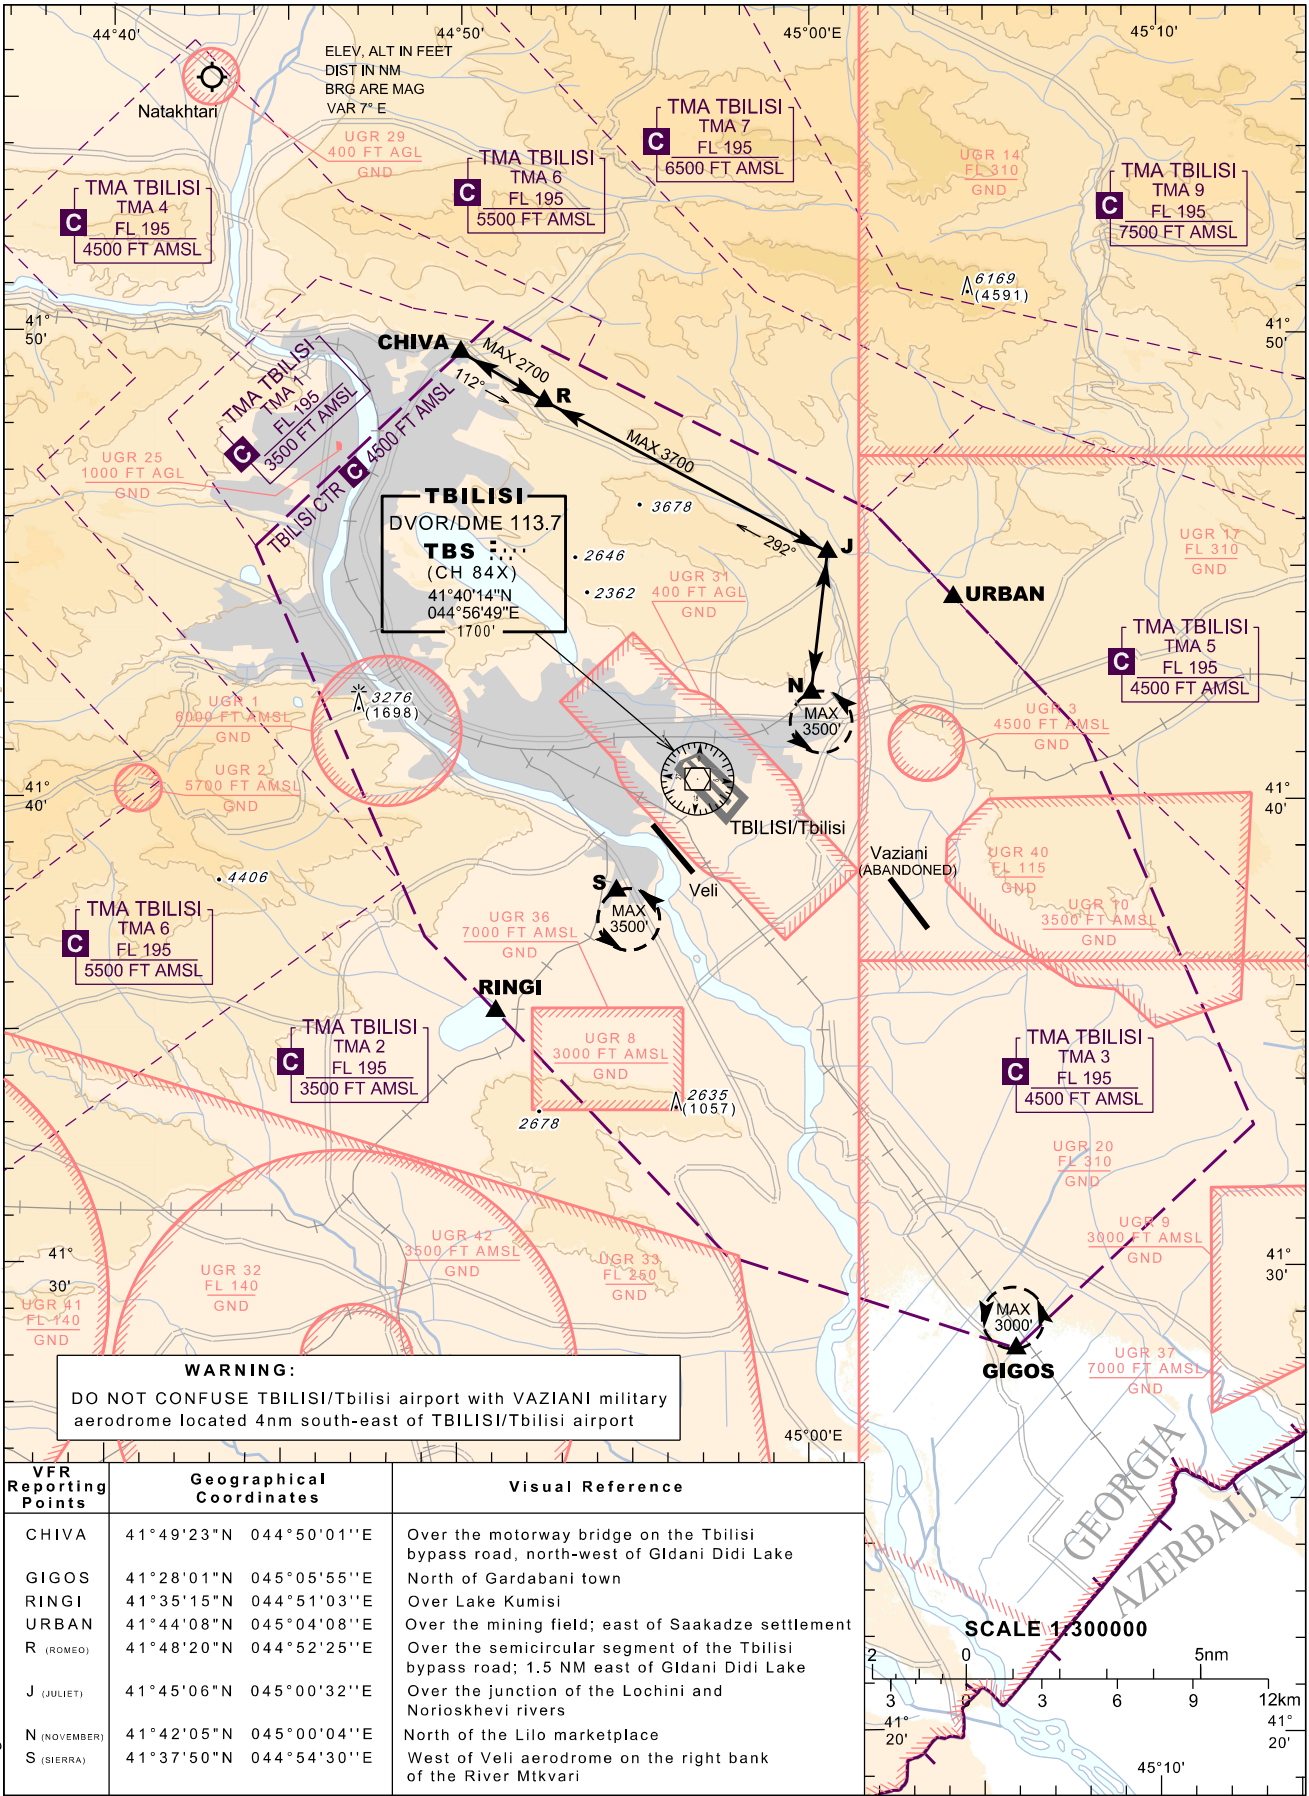 44°40'
44°50'
45°00'E
45°10'
ELEV, ALT IN FEET
DIST IN NM
BRG ARE MAG
VAR 7° E
Natakhtari
UGR 29
400 FT AGL
GND
TMA TBILISI
TMA 7
FL 195
6500 FT AMSL
C
TMA TBILISI
TMA 6
FL 195
5500 FT AMSL
C
TMA TBILISI
TMA 4
FL 195
4500 FT AMSL
C
UGR 14
FL 310
GND
TMA TBILISI
TMA 9
FL 195
7500 FT AMSL
C
6169
(4591)
41°
50'
41°
50'
CHIVA
MAX 2700
112°
R
MAX 3700
292°
J
TMA TBILISI
TMA 1
FL 195
3500 FT AMSL
C
TBILISI CTR C 4500 FT AMSL
UGR 25
1000 FT AGL
GND
TBILISI
DVOR/DME 113.7
TBS
(CH 84X)
41°40'14"N
044°56'49"E
1700'
3678
2646
2362
UGR 31
400 FT AGL
GND
UGR 17
FL 310
GND
URBAN
TMA TBILISI
TMA 5
FL 195
4500 FT AMSL
C
N
MAX
3500'
3276
(1698)
UGR 1
6000 FT AMSL
GND
UGR 2
5700 FT AMSL
GND
UGR 3
4500 FT AMSL
GND
41°
40'
41°
40'
TBILISI/Tbilisi
Veli
Vaziani
(ABANDONED)
UGR 40
FL 115
GND
UGR 10
3500 FT AMSL
GND
4406
S
MAX
3500'
TMA TBILISI
TMA 6
FL 195
5500 FT AMSL
C
UGR 36
7000 FT AMSL
GND
RINGI
TMA TBILISI
TMA 2
FL 195
3500 FT AMSL
C
UGR 8
3000 FT AMSL
GND
2635
(1057)
2678
TMA TBILISI
TMA 3
FL 195
4500 FT AMSL
C
UGR 20
FL 310
GND
UGR 9
3000 FT AMSL
GND
UGR 42
3500 FT AMSL
GND
UGR 33
FL 250
GND
UGR 32
FL 140
GND
UGR 41
FL 140
GND
41°
30'
41°
30'
MAX
3000'
GIGOS
UGR 37
7000 FT AMSL
GND
WARNING:
DO NOT CONFUSE TBILISI/Tbilisi airport with VAZIANI military
aerodrome located 4nm south-east of TBILISI/Tbilisi airport
45°00'E
GEORGIA
AZERBAIJAN
VFR Reporting Points | Geographical Coordinates | Visual Reference
CHIVA 41°49'23"N 044°50'01''E Over the motorway bridge on the Tbilisi
bypass road, north-west of Gldani Didi Lake
GIGOS 41°28'01"N 045°05'55''E North of Gardabani town
RINGI 41°35'15"N 044°51'03''E Over Lake Kumisi
URBAN 41°44'08"N 045°04'08''E Over the mining field; east of Saakadze settlement
R (ROMEO) 41°48'20"N 044°52'25''E Over the semicircular segment of the Tbilisi
bypass road; 1.5 NM east of Gldani Didi Lake
J (JULIET) 41°45'06"N 045°00'32''E Over the junction of the Lochini and
Norioskhevi rivers
N (NOVEMBER) 41°42'05"N 045°00'04''E North of the Lilo marketplace
S (SIERRA) 41°37'50"N 044°54'30''E West of Veli aerodrome on the right bank
of the River Mtkvari
SCALE 1:300000
2 0 5nm
3 0 3 6 9 12km
41°
20'
41°
20'
45°10'